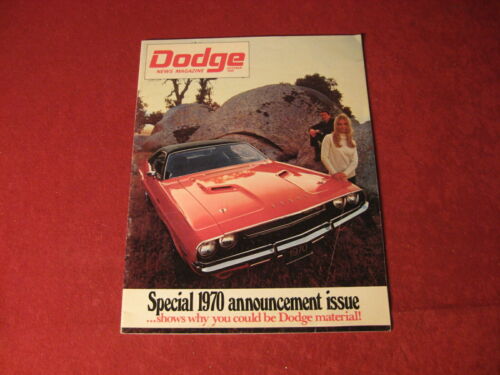 Dodge
NEWS MAGAZINE
Special 1970 announcement issue
...shows why you could be Dodge material!